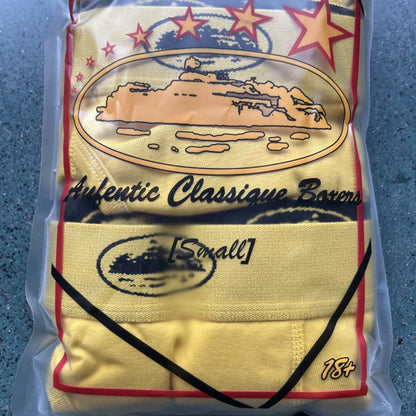 Aufentic Classique Boxers
[Small]
18+